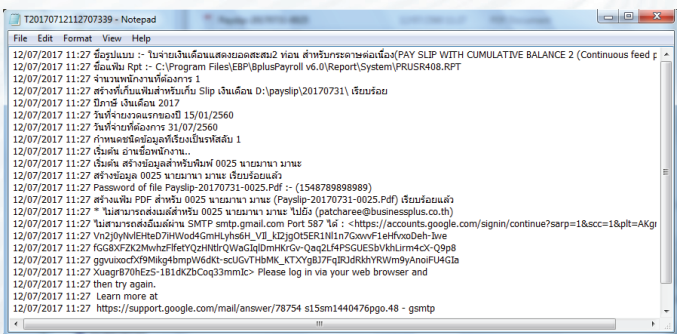 T20170712112707339 - Notepad
File Edit Format View Help
12/07/2017 11:27 ชื่อรูปแบบ :- ใบจ่ายเงินเดือนแสดงยอดสะสม2 ท่อน สำหรับกระดาษต่อเนื่อง(PAY SLIP WITH CUMULATIVE BALANCE 2 (Continuous feed p
12/07/2017 11:27 ชื่อแฟ้ม Rpt :- C:\Program Files\EBP\BplusPayroll v6.0\Report\System\PRUSR408.RPT
12/07/2017 11:27 จำนวนพนักงานที่ต้องการ 1
12/07/2017 11:27 สร้างที่เก็บแฟ้มสำหรับเก็บ Slip เงินเดือน D:\payslip\20170731\ เรียบร้อย
12/07/2017 11:27 ปีภาษี เงินเดือน 2017
12/07/2017 11:27 วันที่จ่ายงวดแรกของปี 15/01/2560
12/07/2017 11:27 วันที่จ่ายที่ต้องการ 31/07/2560
12/07/2017 11:27 กำหนดชนิดข้อมูลที่เรียงเป็นรหัสลับ 1
12/07/2017 11:27 เริ่มต้น อ่านชื่อพนักงาน..
12/07/2017 11:27 เริ่มต้น สร้างข้อมูลสำหรับพิมพ์ 0025 นายมานา มานะ
12/07/2017 11:27 สร้างข้อมูล 0025 นายมานา มานะ เรียบร้อยแล้ว
12/07/2017 11:27 Password of file Payslip-20170731-0025.Pdf :- (1548789898989)
12/07/2017 11:27 สร้างแฟ้ม PDF สำหรับ 0025 นายมานา มานะ (Payslip-20170731-0025.Pdf) เรียบร้อยแล้ว
12/07/2017 11:27 * ไม่สามารถส่งเมล์สำหรับ 0025 นายมานา มานะ ไปยัง (patcharee@businessplus.co.th)
12/07/2017 11:27 ไม่สามารถส่งอีเมล์ผ่าน SMTP smtp.gmail.com Port 587 ได้ : <https://accounts.google.com/signin/continue?sarp=1&scc=1&plt=AKgr
12/07/2017 11:27 Vn2j0yNvlEHteD7iHWod4GmHLyhs6H_VII_kI2jgOt5ER1Nl1n7GxwvF1eHfvxoDeh-Iwe
12/07/2017 11:27 fGG8XFZK2MwhzFlfetYQzHNtlrQWaGIqlDmHKrGv-Qaq2Lf4PSGUESbVkhLirm4cX-Q9p8
12/07/2017 11:27 ggvuixocfXf9Mikg4bmpW6dKt-scUGvTHbMK_KTXYgBJ7FqIRJdRkhYRWm9yAnoiFU4GIa
12/07/2017 11:27 XuagrB70hEzS-1B1dKZbCoq33mmIc> Please log in via your web browser and
12/07/2017 11:27 then try again.
12/07/2017 11:27 Learn more at
12/07/2017 11:27 https://support.google.com/mail/answer/78754 s15sm1440476pgo.48 - gsmtp